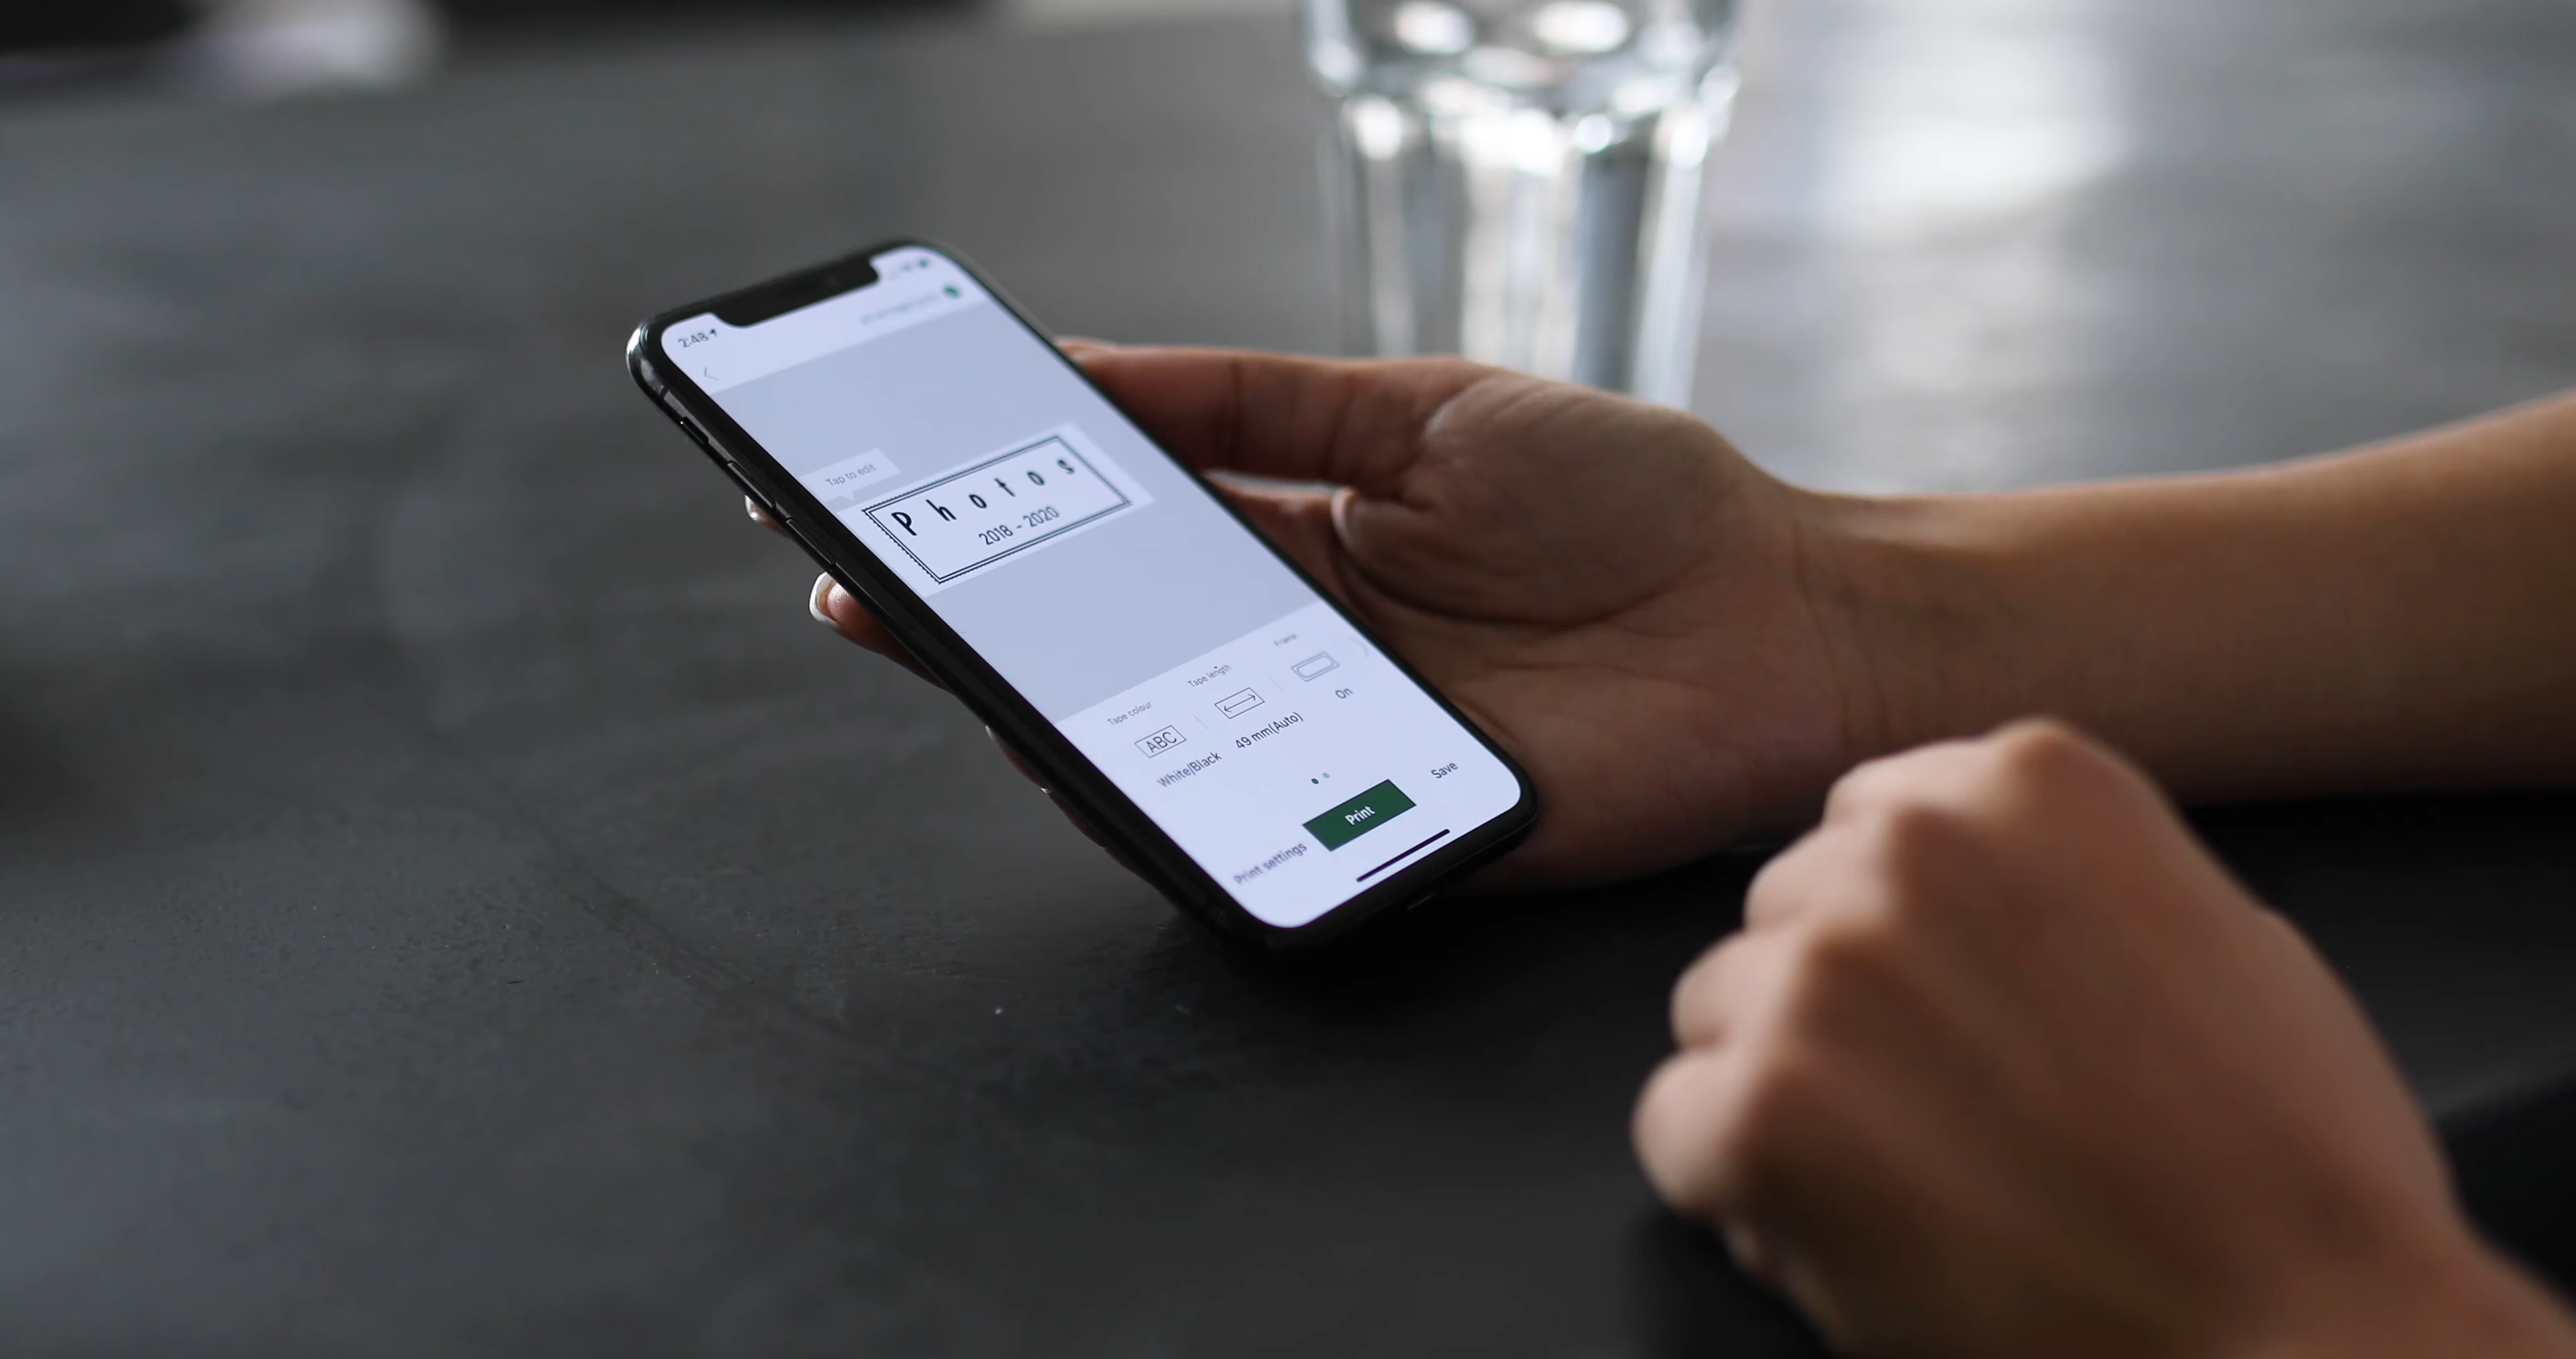 2:48
Tap to edit
Photos
2018 - 2020
Tape colour
Tape length
Frame
ABC
White/Black
49 mm(Auto)
On
Print settings
Print
Save